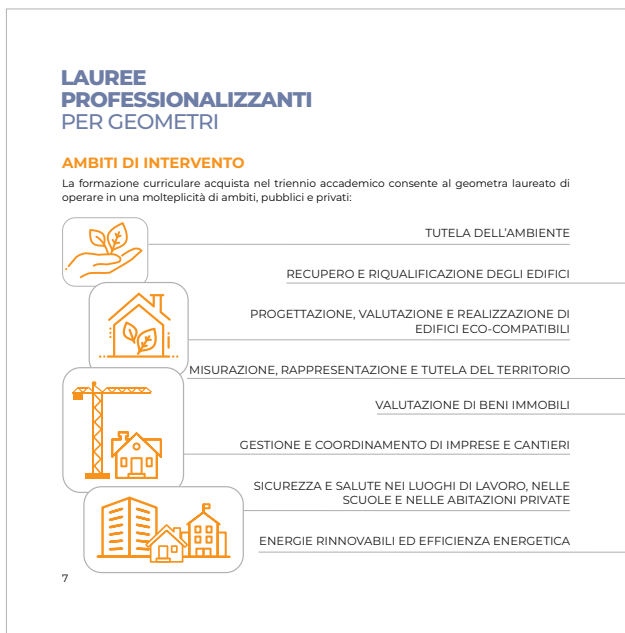 LAUREE
PROFESSIONALIZZANTI
PER GEOMETRI
AMBITI DI INTERVENTO
La formazione curriculare acquista nel triennio accademico consente al geometra laureato di
operare in una molteplicità di ambiti, pubblici e privati:
TUTELA DELL'AMBIENTE
RECUPERO E RIQUALIFICAZIONE DEGLI EDIFICI
PROGETTAZIONE, VALUTAZIONE E REALIZZAZIONE DI
EDIFICI ECO-COMPATIBILI
MISURAZIONE, RAPPRESENTAZIONE E TUTELA DEL TERRITORIO
VALUTAZIONE DI BENI IMMOBILI
GESTIONE E COORDINAMENTO DI IMPRESE E CANTIERI
SICUREZZA E SALUTE NEI LUOGHI DI LAVORO, NELLE
SCUOLE E NELLE ABITAZIONI PRIVATE
ENERGIE RINNOVABILI ED EFFICIENZA ENERGETICA
7